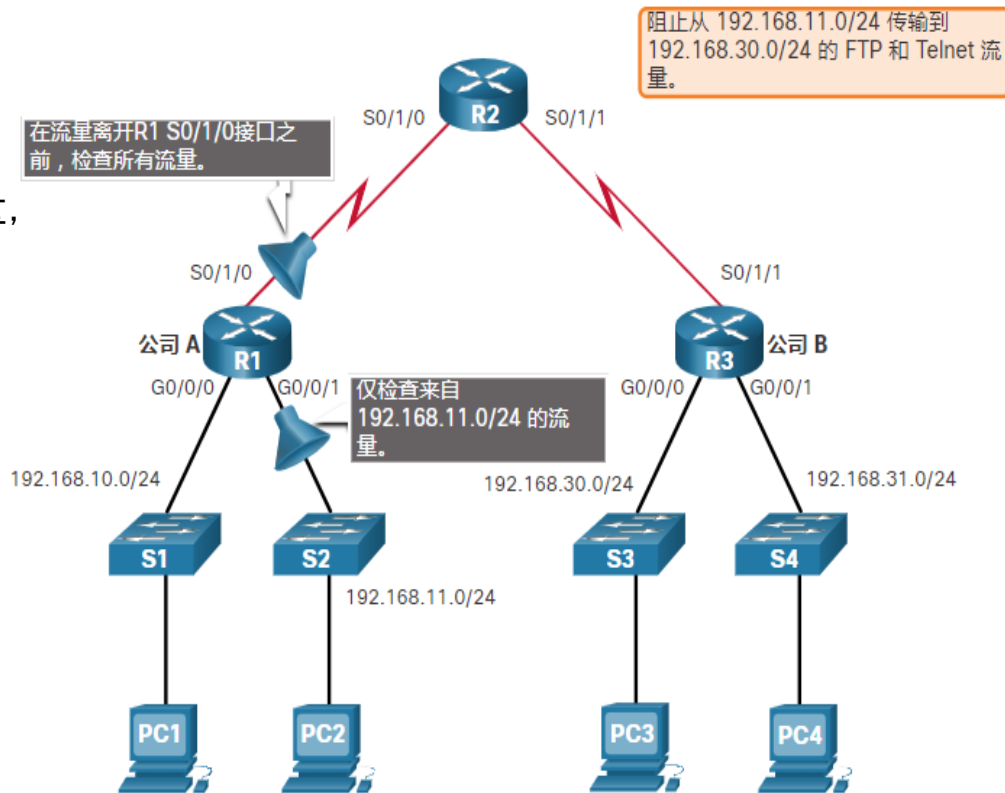 阻止从 192.168.11.0/24 传输到
192.168.30.0/24 的 FTP 和 Telnet 流
量。
S0/1/0
R2
S0/1/1
在流量离开R1 S0/1/0接口之
前，检查所有流量。
S0/1/0
S0/1/1
公司 A
R1
R3
公司 B
G0/0/0
G0/0/1
G0/0/0
G0/0/1
仅检查来自
192.168.11.0/24 的流
量。
192.168.10.0/24
192.168.30.0/24
192.168.31.0/24
S1
S2
S3
S4
192.168.11.0/24
PC1
PC2
PC3
PC4